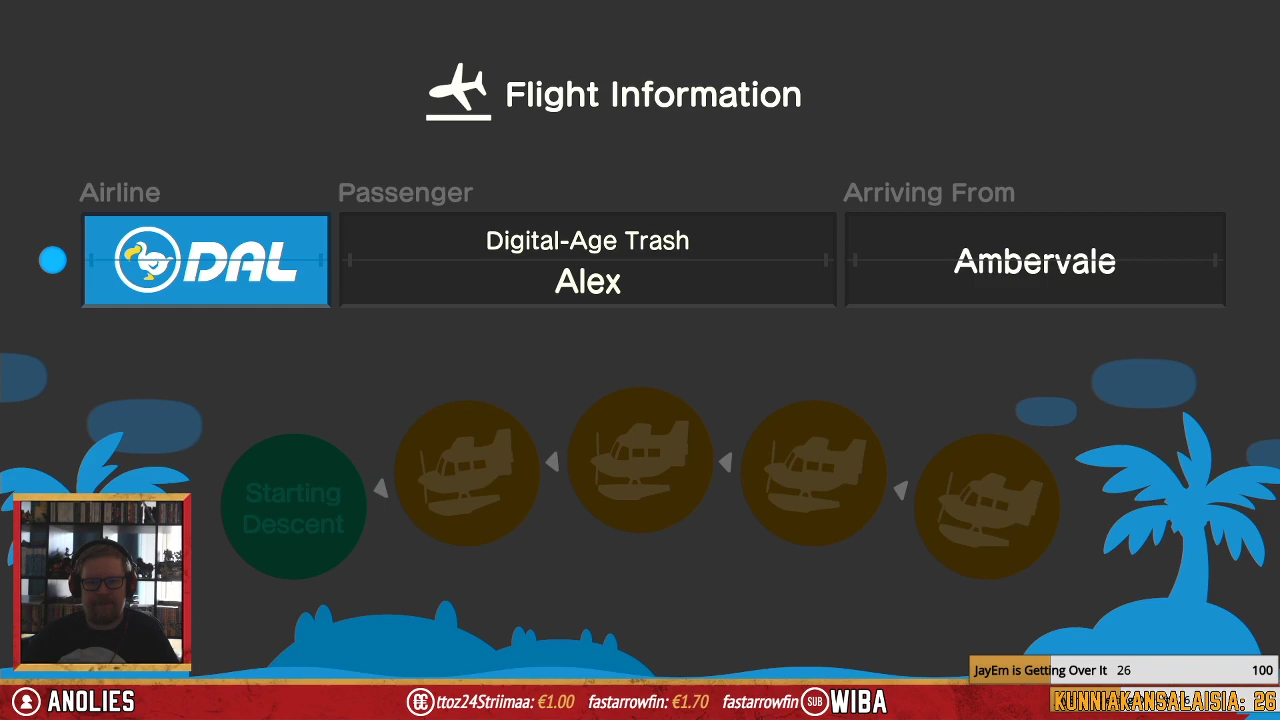 Flight Information
Airline
Passenger
Arriving From
DAL
Digital-Age Trash
Alex
Ambervale
Starting
Descent
JayEm is Getting Over It 26
100
ANOLIES
ttoz24Striimaa: €1.00 fastarrowfin: €1.70 fastarrowfin
SUB
WIBA
KUNNIAKANSALAISIA: 26